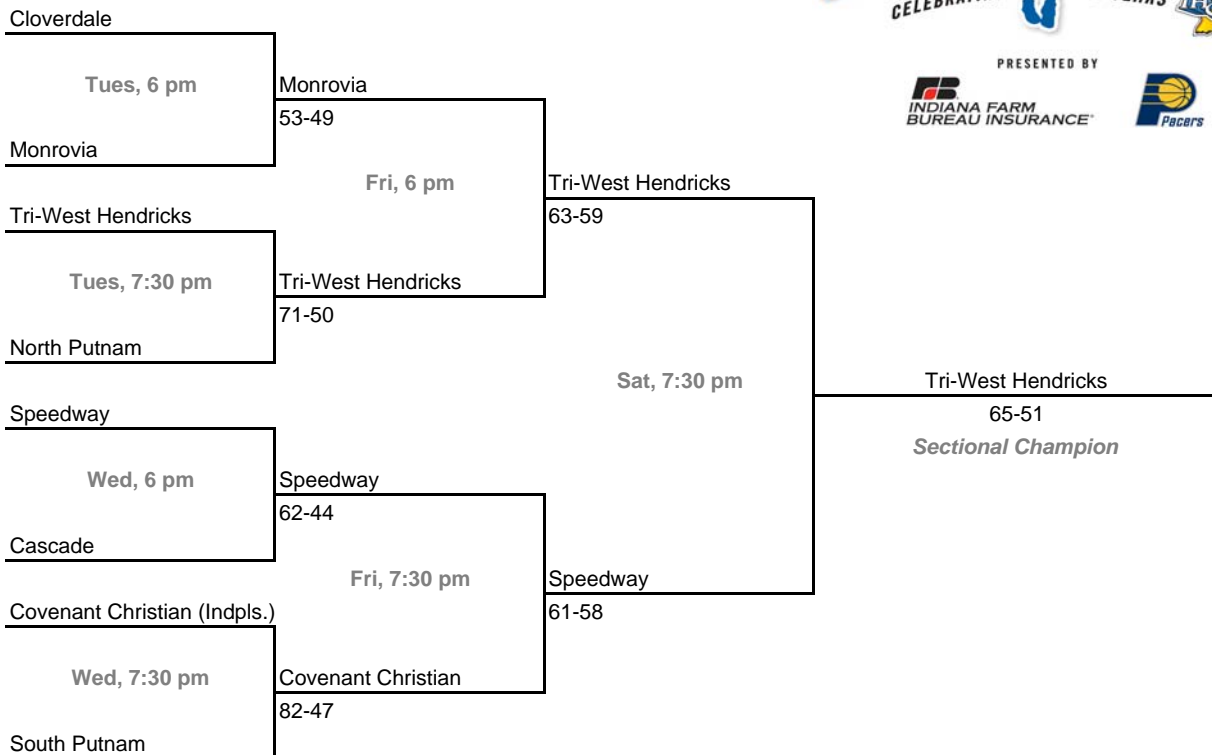 Cloverdale
PRESENTED BY
Tues, 6 pm
Monrovia
INDIANA FARM
BUREAU INSURANCE
Pacers
53-49
Monrovia
Fri, 6 pm
Tri-West Hendricks
Tri-West Hendricks
63-59
Tues, 7:30 pm
Tri-West Hendricks
71-50
North Putnam
Sat, 7:30 pm
Tri-West Hendricks
Speedway
65-51
Sectional Champion
Wed, 6 pm
Speedway
62-44
Cascade
Fri, 7:30 pm
Speedway
Covenant Christian (Indpls.)
61-58
Wed, 7:30 pm
Covenant Christian
82-47
South Putnam